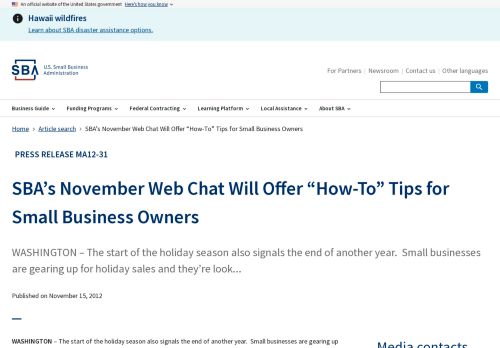 An official website of the United States government Here's how you know
Hawaii wildfires
Learn about SBA disaster assistance options.
SBA U.S. Small Business Administration
For Partners | Newsroom | Contact us | Other languages
Business Guide Funding Programs Federal Contracting Learning Platform Local Assistance About SBA
Home > Article search > SBA's November Web Chat Will Offer “How-To” Tips for Small Business Owners
PRESS RELEASE MA12-31
SBA’s November Web Chat Will Offer “How-To” Tips for
Small Business Owners
WASHINGTON – The start of the holiday season also signals the end of another year.  Small businesses
are gearing up for holiday sales and they’re look...
Published on November 15, 2012
WASHINGTON – The start of the holiday season also signals the end of another year.  Small businesses are gearing up
Media contacts